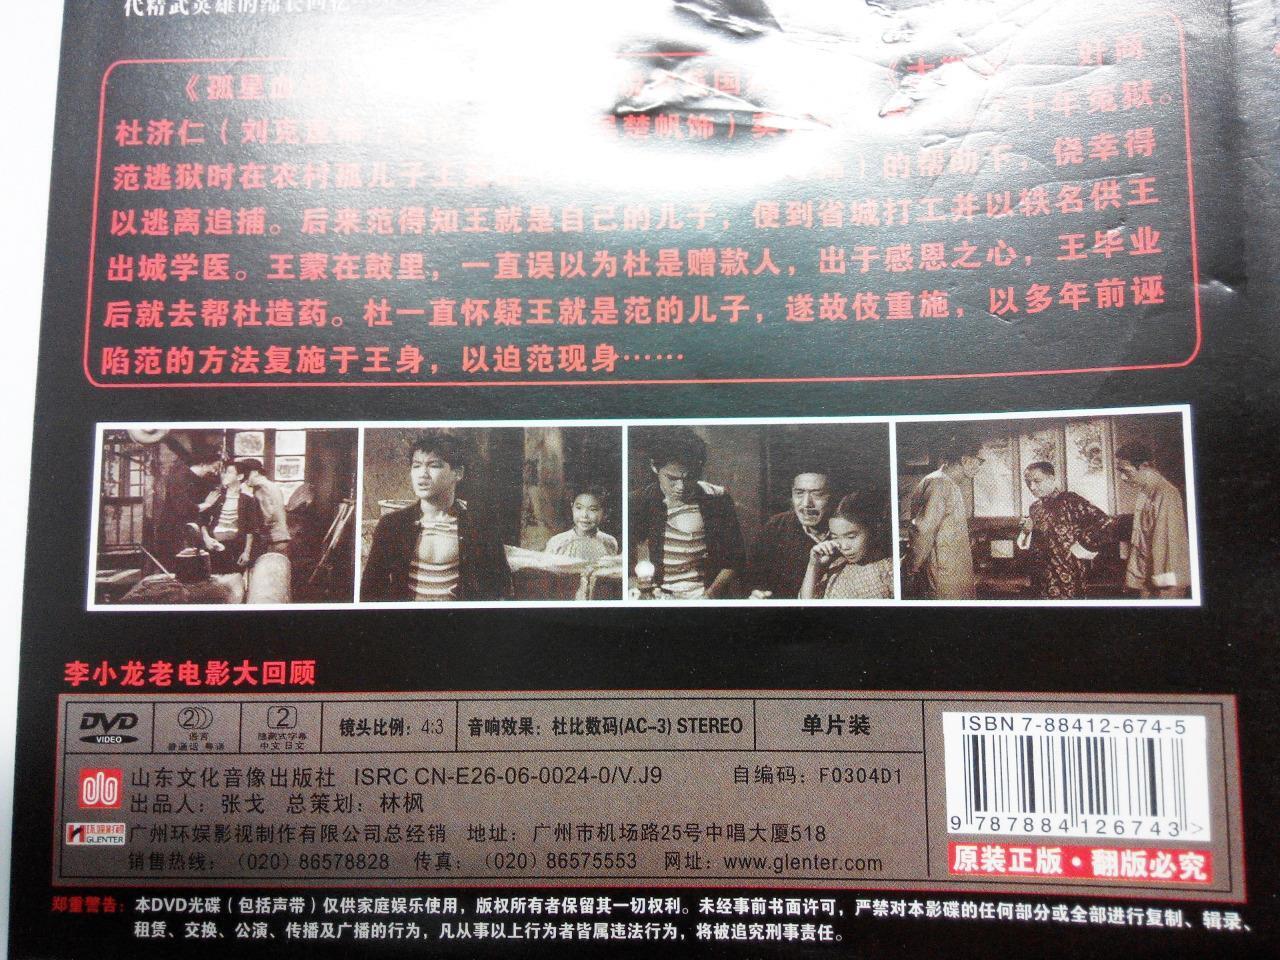 代精武英雄的绵长回忆
《孤星血
奸商
杜济仁（刘克
楚帆饰）
十年冤狱。
范逃狱时在农村孤儿子王
）的帮助下，侥幸得
以逃离追捕。后来范得知王就是自己的儿子，便到省城打工并以轶名供王
出城学医。王蒙在鼓里，一直误以为杜是赠款人，出于感恩之心，王毕业
后就去帮杜造药。杜一直怀疑王就是范的儿子，遂故伎重施，以多年前诬
陷范的方法复施于王身，以迫范现身……
李小龙老电影大回顾
DVD VIDEO
2 语言 普通话 粤语
2 隐藏式字幕 中文 日文
镜头比例：4:3
音响效果：杜比数码(AC-3) STEREO
单片装
ISBN 7-88412-674-5
山东文化音像出版社 ISRC CN-E26-06-0024-0/V.J9 自编码：F0304D1
出品人：张戈 总策划：林枫
GLENTER
广州环娱影视制作有限公司总经销 地址：广州市机场路25号中唱大厦518
9 787884 126743 >
销售热线：（020）86578828 传真：（020）86575553 网址：www.glenter.com
原装正版·翻版必究
郑重警告：本DVD光碟（包括声带）仅供家庭娱乐使用，版权所有者保留其一切权利。未经事前书面许可，严禁对本影碟的任何部分或全部进行复制、辑录、
租赁、交换、公演、传播及广播的行为，凡从事以上行为者皆属违法行为，将被追究刑事责任。